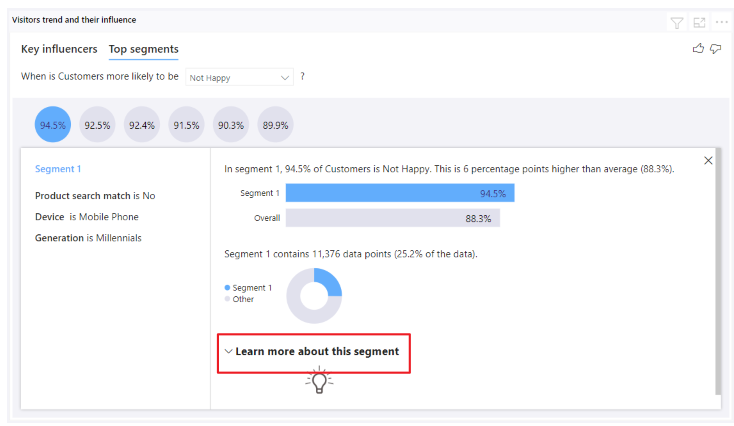 Visitors trend and their influence
Key influencers Top segments
When is Customers more likely to be Not Happy ?
94.5% 92.5% 92.4% 91.5% 90.3% 89.9%
Segment 1
Product search match is No
Device is Mobile Phone
Generation is Millennials
In segment 1, 94.5% of Customers is Not Happy. This is 6 percentage points higher than average (88.3%).
Segment 1 94.5%
Overall 88.3%
Segment 1 contains 11,376 data points (25.2% of the data).
Segment 1
Other
Learn more about this segment